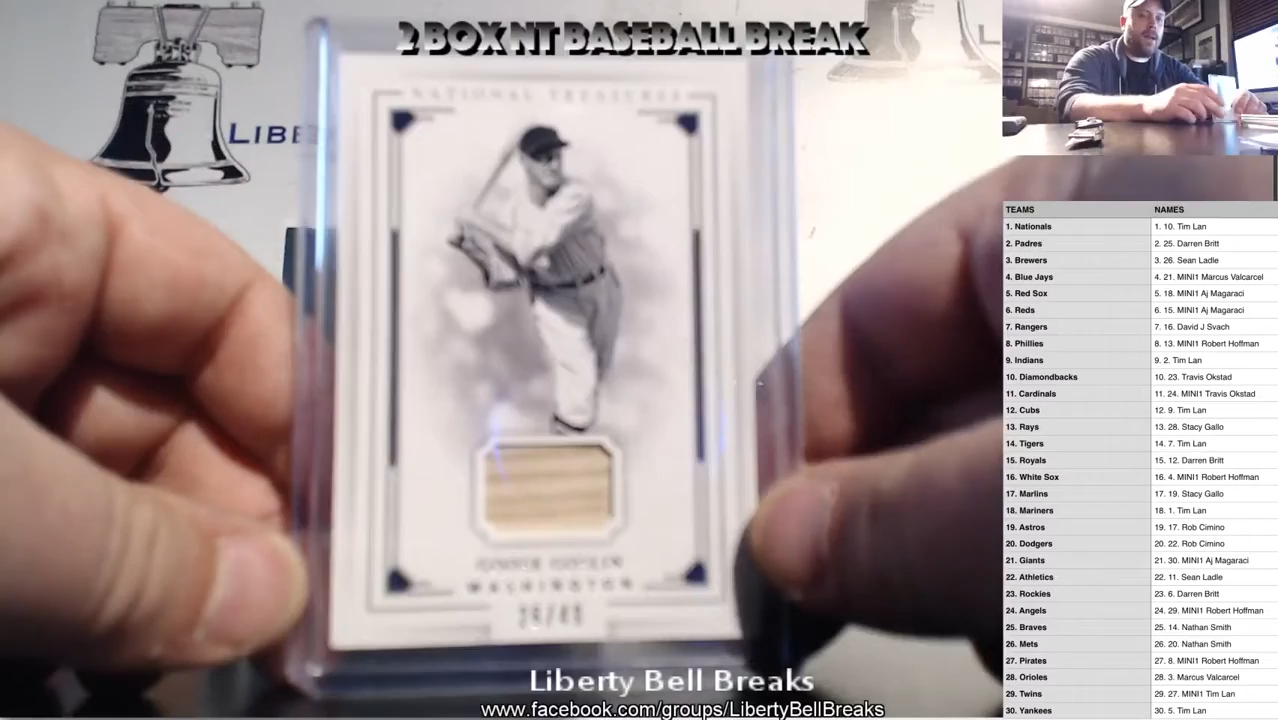 2 BOX NT BASEBALL BREAK
LIBE
NATIONAL TREASURES
WASHINGTON
Liberty Bell Breaks
www.facebook.com/groups/LibertyBellBreaks
TEAMS NAMES
1. Nationals 1. 10. Tim Lan
2. Padres 2. 25. Darren Britt
3. Brewers 3. 26. Sean Ladle
4. Blue Jays 4. 21. MINI1 Marcus Valcarcel
5. Red Sox 5. 18. MINI1 Aj Magaraci
6. Reds 6. 15. MINI1 Aj Magaraci
7. Rangers 7. 16. David J Svach
8. Phillies 8. 13. MINI1 Robert Hoffman
9. Indians 9. 2. Tim Lan
10. Diamondbacks 10. 23. Travis Okstad
11. Cardinals 11. 24. MINI1 Travis Okstad
12. Cubs 12. 9. Tim Lan
13. Rays 13. 28. Stacy Gallo
14. Tigers 14. 7. Tim Lan
15. Royals 15. 12. Darren Britt
16. White Sox 16. 4. MINI1 Robert Hoffman
17. Marlins 17. 19. Stacy Gallo
18. Mariners 18. 1. Tim Lan
19. Astros 19. 17. Rob Cimino
20. Dodgers 20. 22. Rob Cimino
21. Giants 21. 30. MINI1 Aj Magaraci
22. Athletics 22. 11. Sean Ladle
23. Rockies 23. 6. Darren Britt
24. Angels 24. 29. MINI1 Robert Hoffman
25. Braves 25. 14. Nathan Smith
26. Mets 26. 20. Nathan Smith
27. Pirates 27. 8. MINI1 Robert Hoffman
28. Orioles 28. 3. Marcus Valcarcel
29. Twins 29. 27. MINI1 Tim Lan
30. Yankees 30. 5. Tim Lan